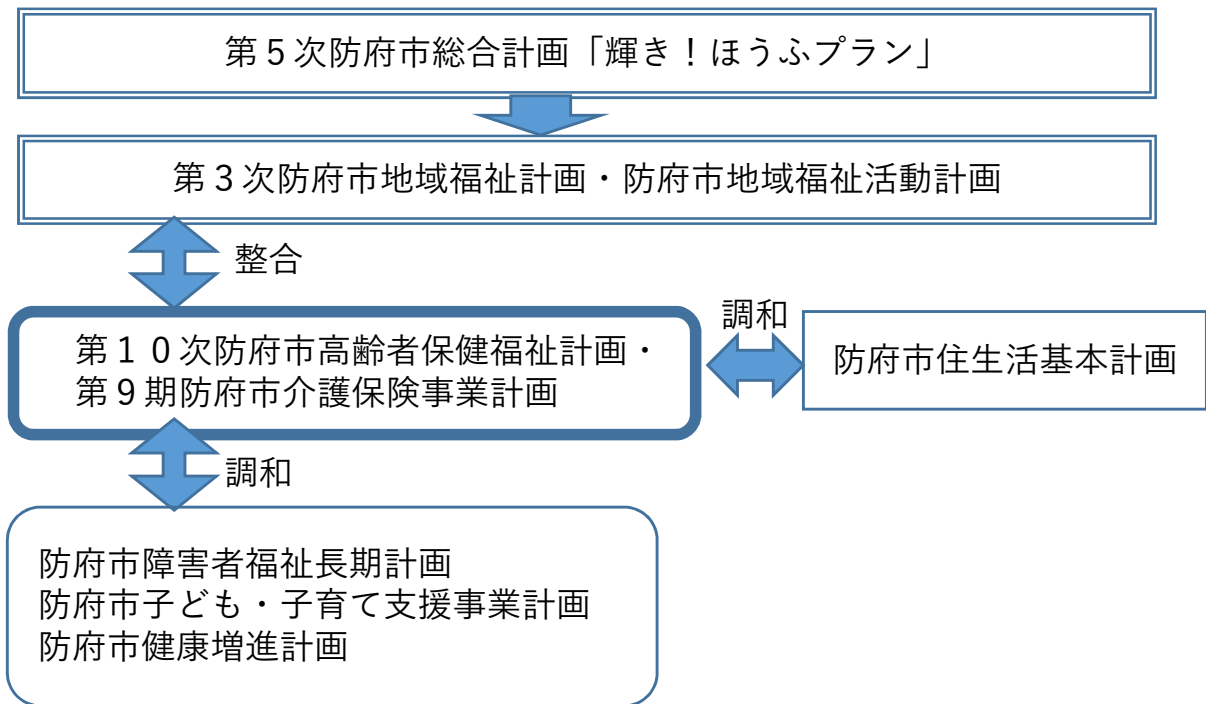 第5次防府市総合計画「輝き！ほうふプラン」
第3次防府市地域福祉計画・防府市地域福祉活動計画
整合
第１０次防府市高齢者保健福祉計画・
第９期防府市介護保険事業計画
調和
防府市住生活基本計画
調和
防府市障害者福祉長期計画
防府市子ども・子育て支援事業計画
防府市健康増進計画